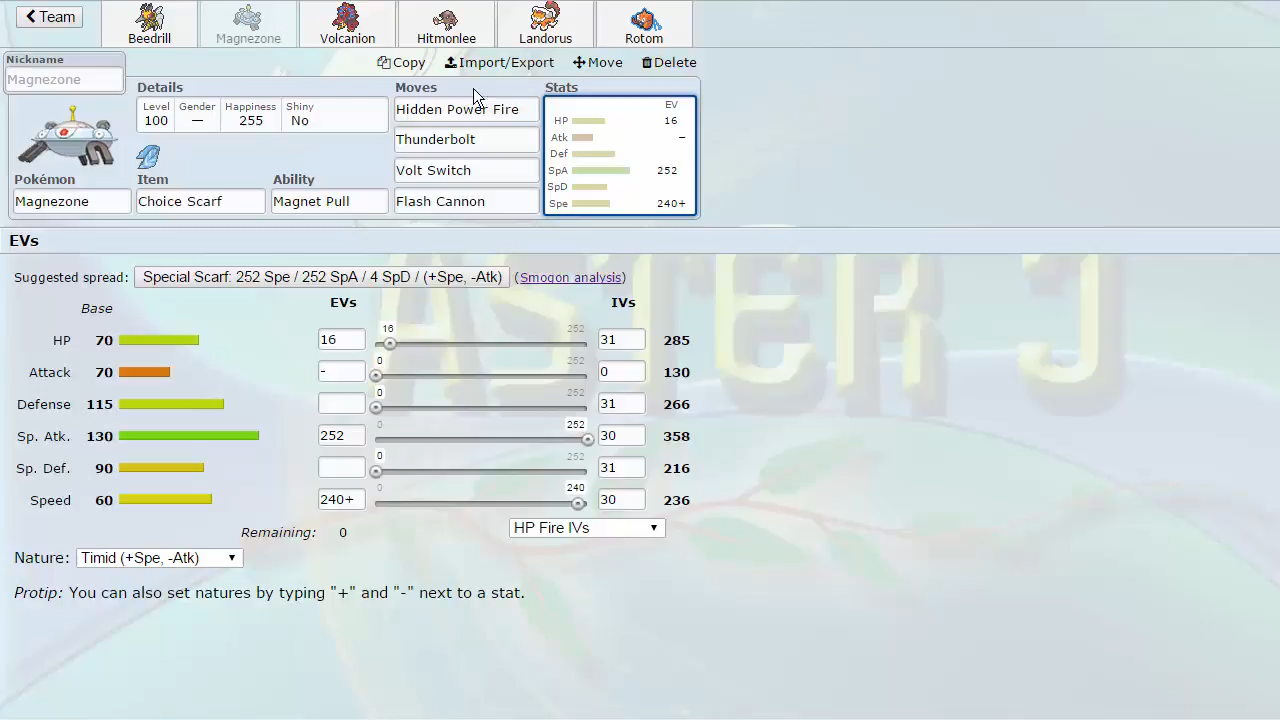 Team
Beedrill
Magnezone
Volcanion
Hitmonlee
Landorus
Rotom
Copy Import/Export Move Delete
Nickname
Magnezone
Details
Level Gender Happiness Shiny
100 — 255 No
Pokémon Item Ability
Magnezone Choice Scarf Magnet Pull
Moves
Hidden Power Fire
Thunderbolt
Volt Switch
Flash Cannon
Stats
EV
HP 16
Atk –
Def
SpA 252
SpD
Spe 240+
EVs
Suggested spread: Special Scarf: 252 Spe / 252 SpA / 4 SpD / (+Spe, -Atk) (Smogon analysis)
Base EVs IVs
HP 70 16 16 252 31 285
Attack 70 - 0 252 0 130
Defense 115 0 252 31 266
Sp. Atk. 130 252 0 252 30 358
Sp. Def. 90 0 252 31 216
Speed 60 240+ 0 240 30 236
Remaining: 0 HP Fire IVs
Nature: Timid (+Spe, -Atk)
Protip: You can also set natures by typing "+" and "-" next to a stat.
ASTER J